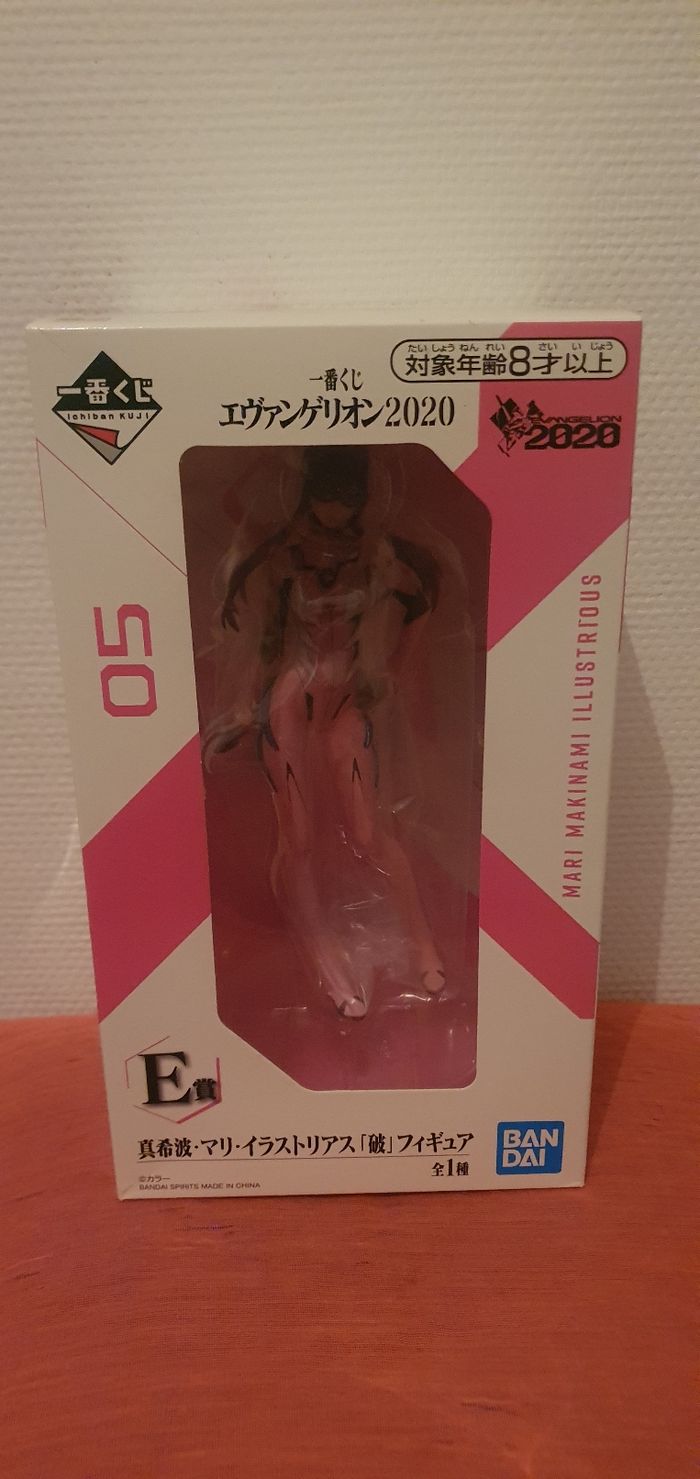 たいしょうねんれい さい いじょう
対象年齢8才以上
一番くじ
Ichiban KUJI
一番くじ
エヴァンゲリオン2020
EVANGELION
2020
05
MARI MAKINAMI ILLUSTRIOUS
E賞
真希波・マリ・イラストリアス「破」フィギュア
全1種
©カラー
BANDAI SPIRITS MADE IN CHINA
BAN
DAI